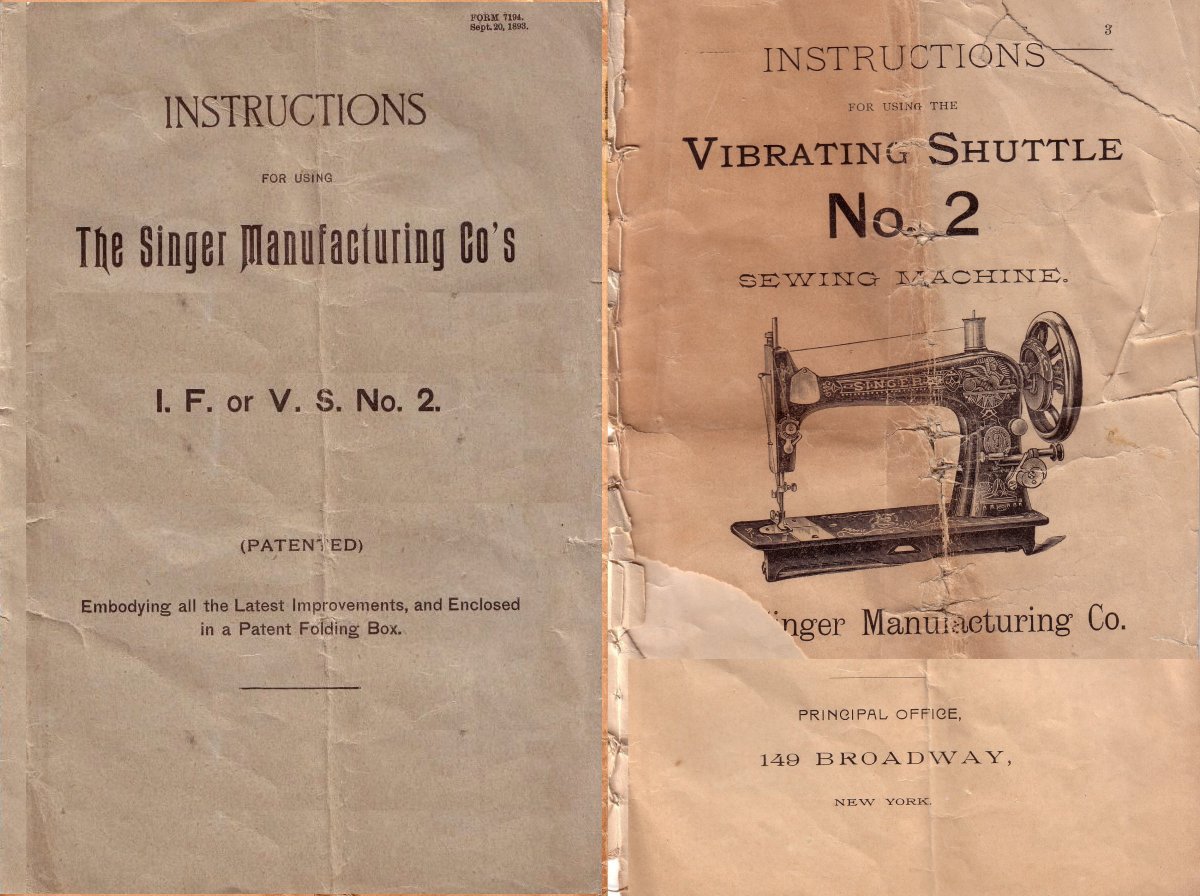 FORM 7194.
Sept. 20, 1893.
INSTRUCTIONS
FOR USING
The Singer Manufacturing Co's
I. F. or V. S. No. 2.
(PATENTED)
Embodying all the Latest Improvements, and Enclosed
in a Patent Folding Box.
3
INSTRUCTIONS
FOR USING THE
VIBRATING SHUTTLE
No. 2
SEWING MACHINE.
SINGER
Singer Manufacturing Co.
PRINCIPAL OFFICE,
149 BROADWAY,
NEW YORK.